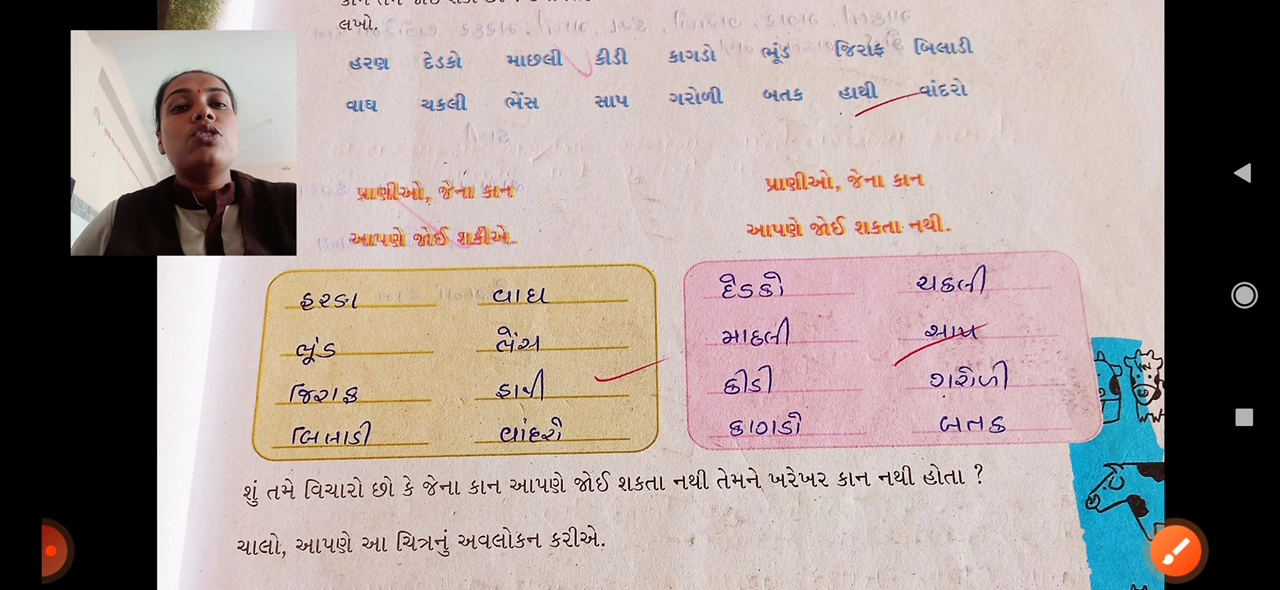 લખો.
હરણ દેડકો માછલી કીડી કાગડો ભૂંડ જિરાફ બિલાડી
વાઘ ચકલી ભેંસ સાપ ગરોળી બતક હાથી વાંદરો
પ્રાણીઓ, જેના કાન
આપણે જોઈ શકીએ.
પ્રાણીઓ, જેના કાન
આપણે જોઈ શકતા નથી.
હરણ વાઘ
ભૂંડ ભેંસ
જિરાફ હાથી
બિલાડી વાંદરો
દેડકો ચકલી
માછલી સાપ
કીડી ગરોળી
કાગડો બતક
શું તમે વિચારો છો કે જેના કાન આપણે જોઈ શકતા નથી તેમને ખરેખર કાન નથી હોતા ?
ચાલો, આપણે આ ચિત્રનું અવલોકન કરીએ.